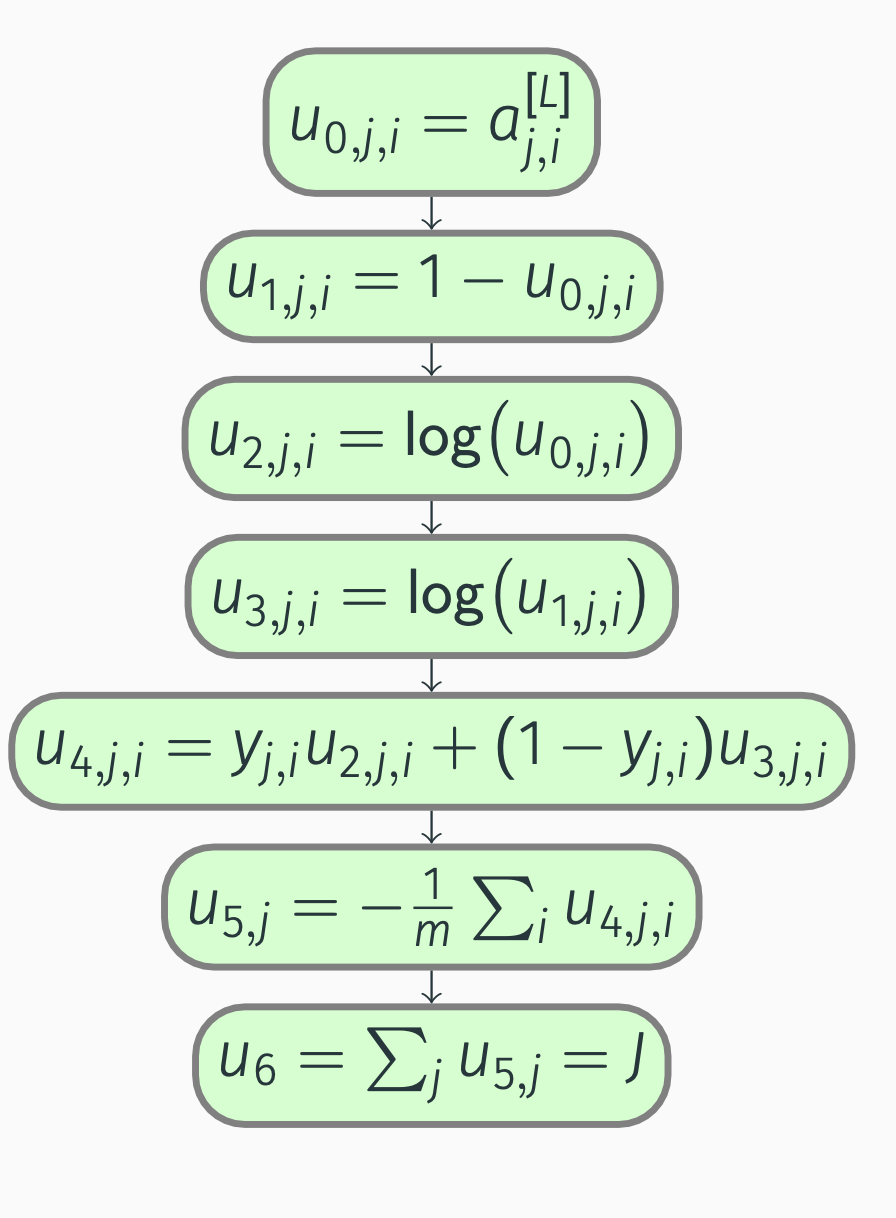 u_{0,j,i} = a_{j,i}^{[L]}
u_{1,j,i} = 1 − u_{0,j,i}
u_{2,j,i} = log(u_{0,j,i})
u_{3,j,i} = log(u_{1,j,i})
u_{4,j,i} = y_{j,i}u_{2,j,i} + (1 − y_{j,i})u_{3,j,i}
u_{5,j} = −\frac{1}{m} ∑_i u_{4,j,i}
u_6 = ∑_j u_{5,j} = J